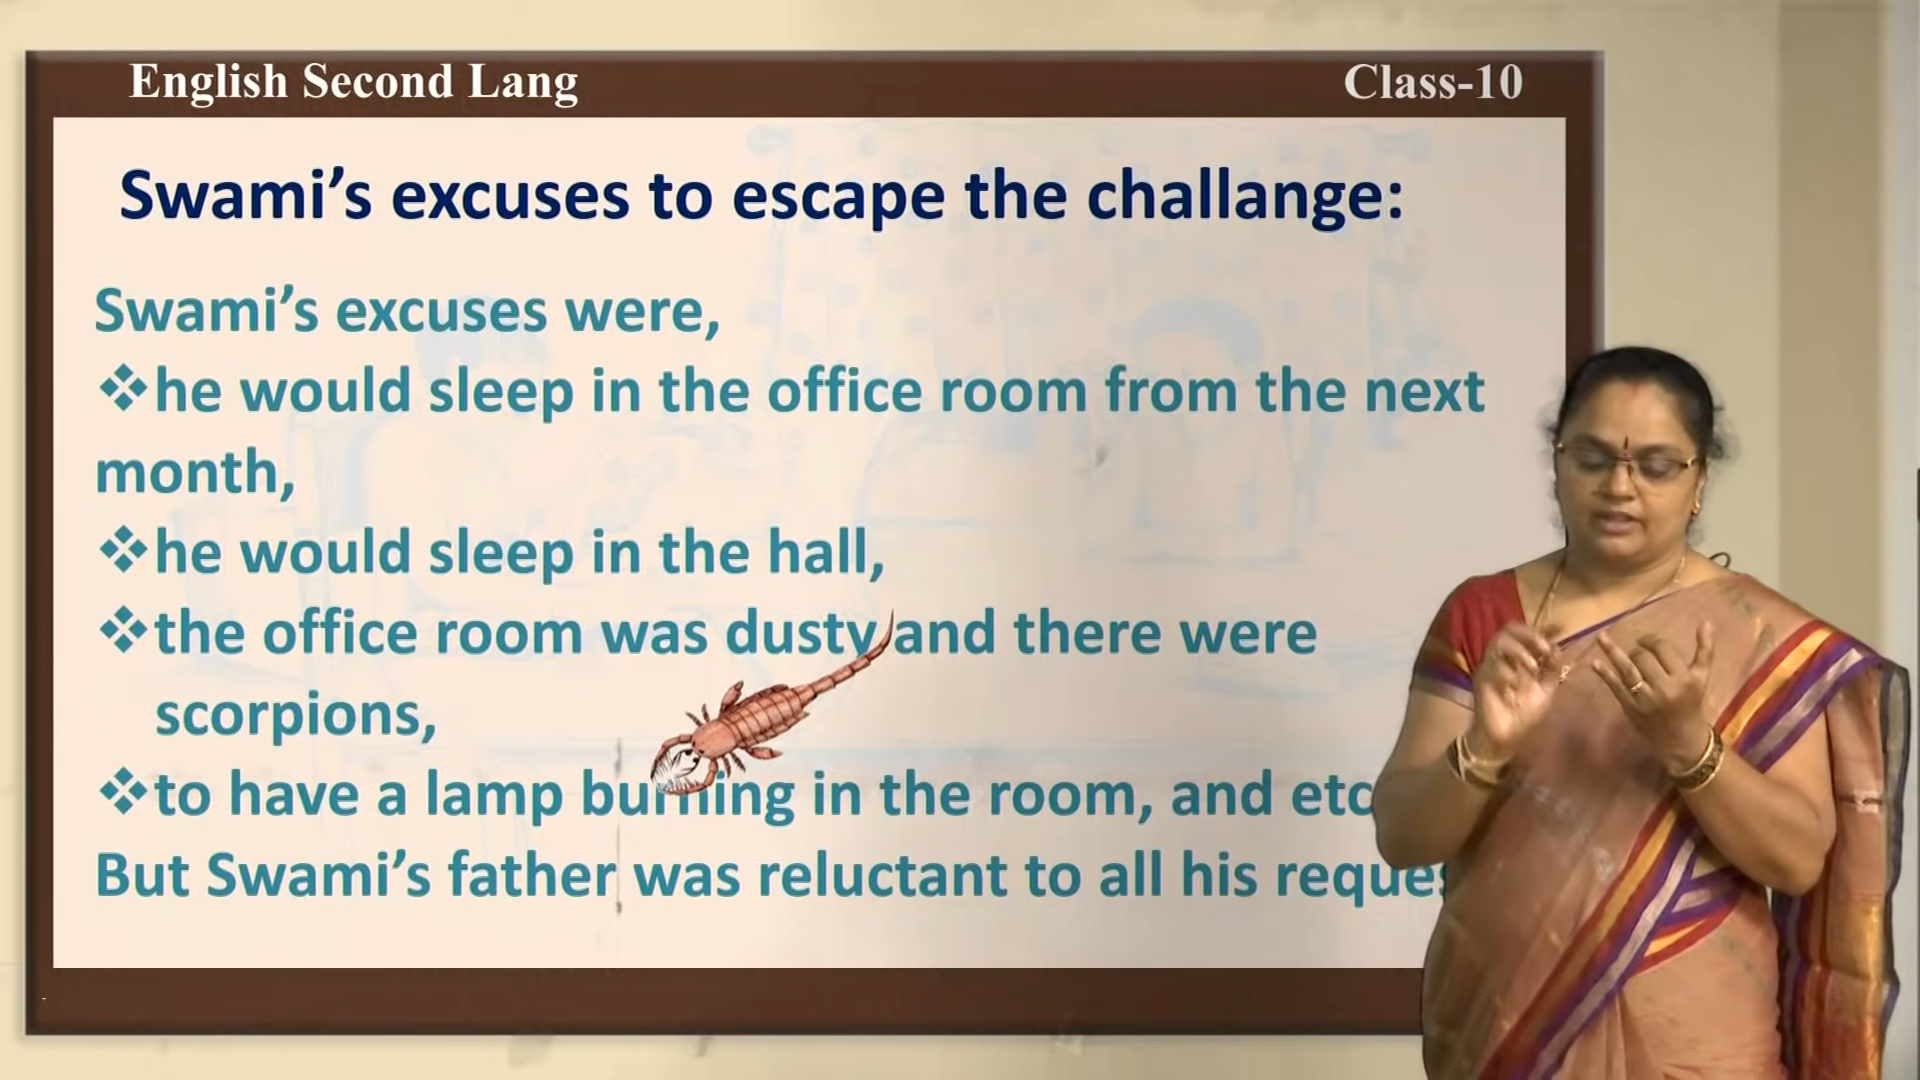 English Second Lang
Class-10
Swami’s excuses to escape the challange:
Swami’s excuses were,
❖he would sleep in the office room from the next
month,
❖he would sleep in the hall,
❖the office room was dusty and there were
scorpions,
❖to have a lamp burning in the room, and etc
But Swami’s father was reluctant to all his